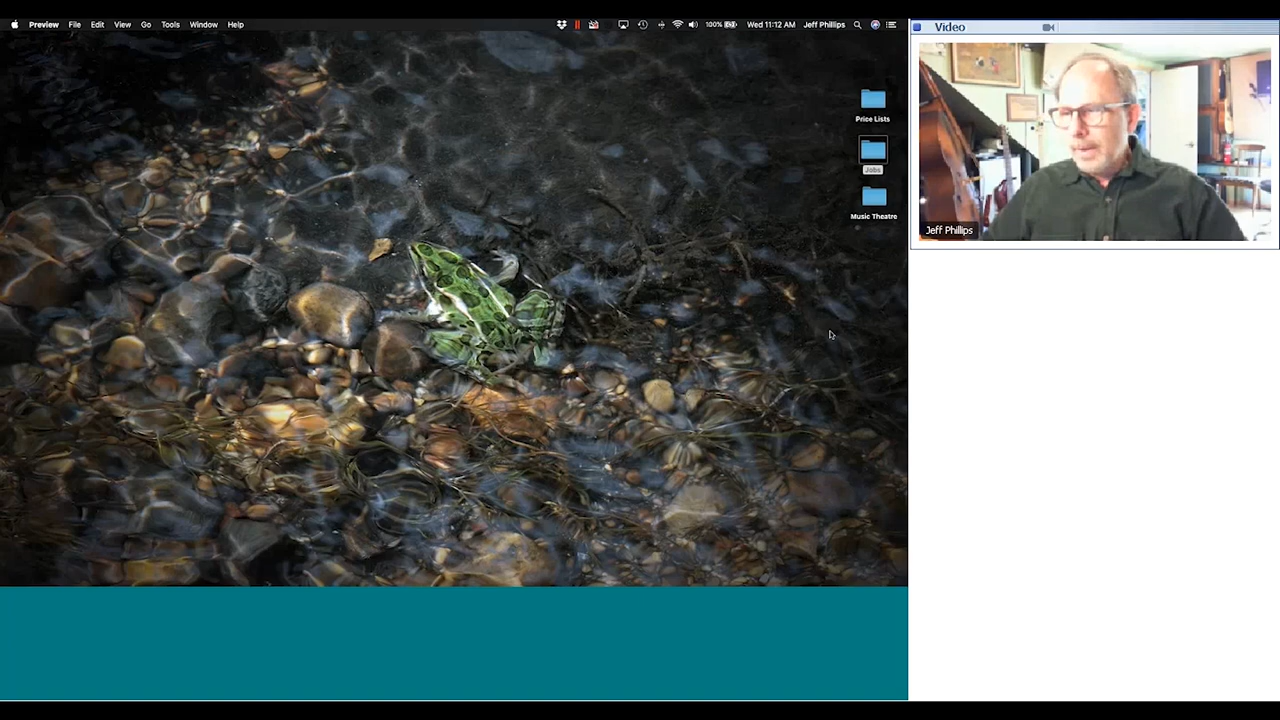 Preview File Edit View Go Tools Window Help
100% Wed 11:12 AM Jeff Phillips
Video
Price Lists
Jobs
Music Theatre
Jeff Phillips